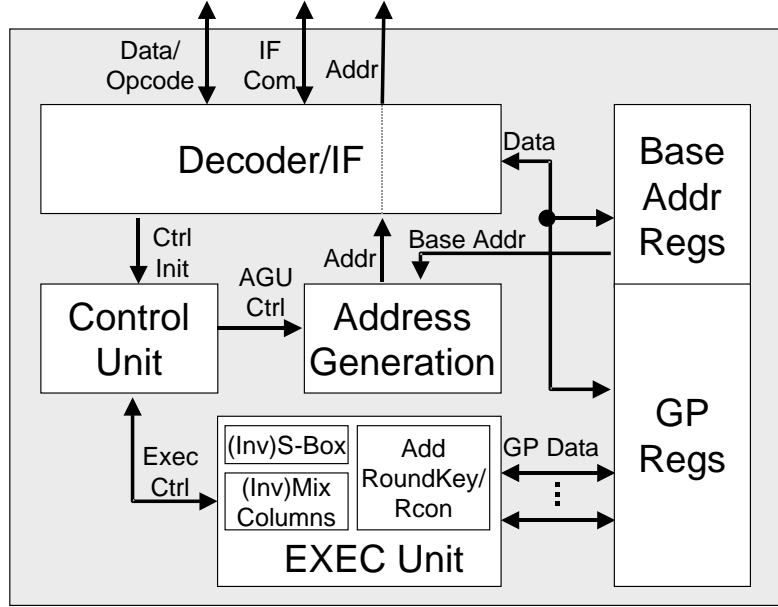 Data/
Opcode
IF
Com
Addr
Decoder/IF
Data
Base
Addr
Regs
Ctrl
Init
Addr
Base Addr
AGU
Ctrl
Control
Unit
Address
Generation
GP
Regs
Exec
Ctrl
(Inv)S-Box
(Inv)Mix
Columns
Add
RoundKey/
Rcon
EXEC Unit
GP Data